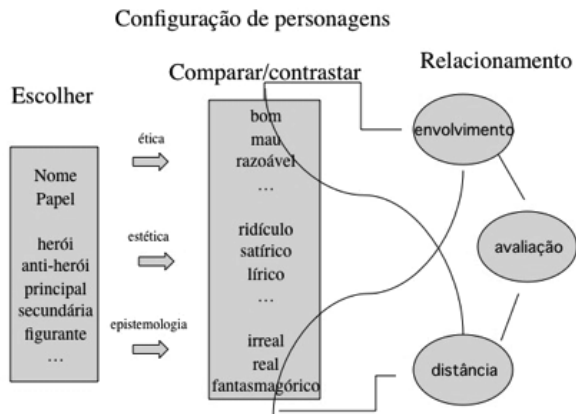 Configuração de personagens
Escolher
Nome
Papel
herói
anti-herói
principal
secundária
figurante
…
ética
estética
epistemologia
Comparar/contrastar
bom
mau
razoável
…
ridículo
satírico
lírico
…
irreal
real
fantasmagórico
Relacionamento
envolvimento
avaliação
distância